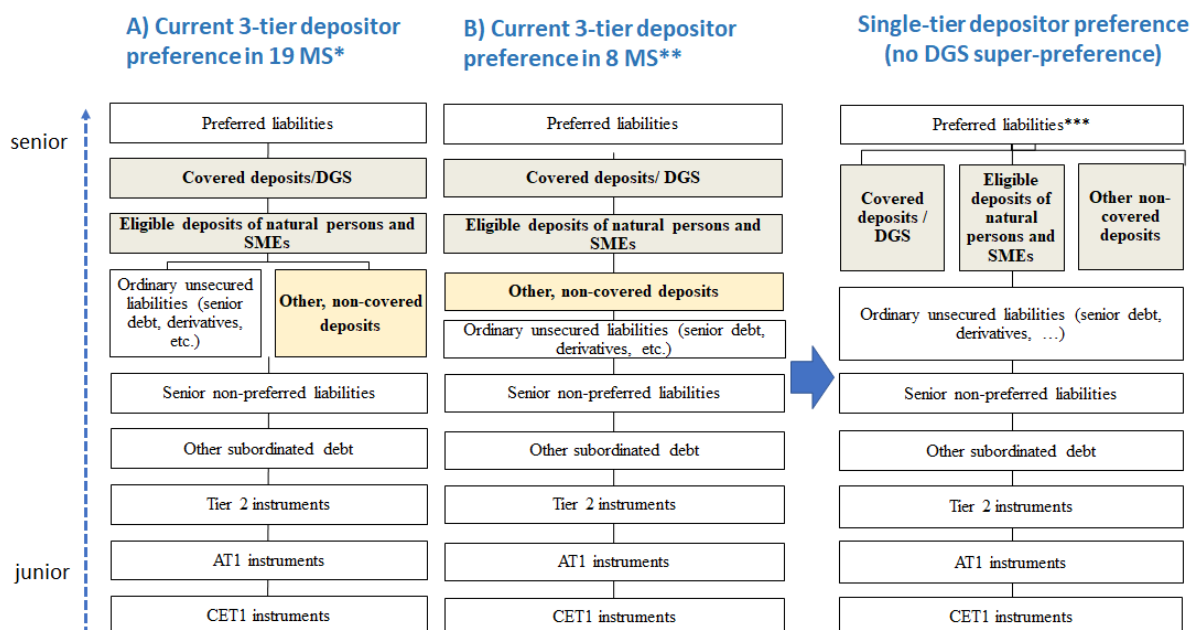 A) Current 3-tier depositor
preference in 19 MS*
B) Current 3-tier depositor
preference in 8 MS**
Single-tier depositor preference
(no DGS super-preference)
senior
junior
Preferred liabilities
Covered deposits/DGS
Eligible deposits of natural persons and
SMEs
Ordinary unsecured
liabilities (senior
debt, derivatives,
etc.)
Other, non-covered
deposits
Senior non-preferred liabilities
Other subordinated debt
Tier 2 instruments
AT1 instruments
CET1 instruments
Preferred liabilities
Covered deposits/ DGS
Eligible deposits of natural persons and
SMEs
Other, non-covered deposits
Ordinary unsecured liabilities (senior debt,
derivatives, etc.)
Senior non-preferred liabilities
Other subordinated debt
Tier 2 instruments
AT1 instruments
CET1 instruments
Preferred liabilities***
Covered
deposits /
DGS
Eligible
deposits of
natural
persons and
SMEs
Other non-
covered
deposits
Ordinary unsecured liabilities (senior debt,
derivatives, …)
Senior non-preferred liabilities
Other subordinated debt
Tier 2 instruments
AT1 instruments
CET1 instruments